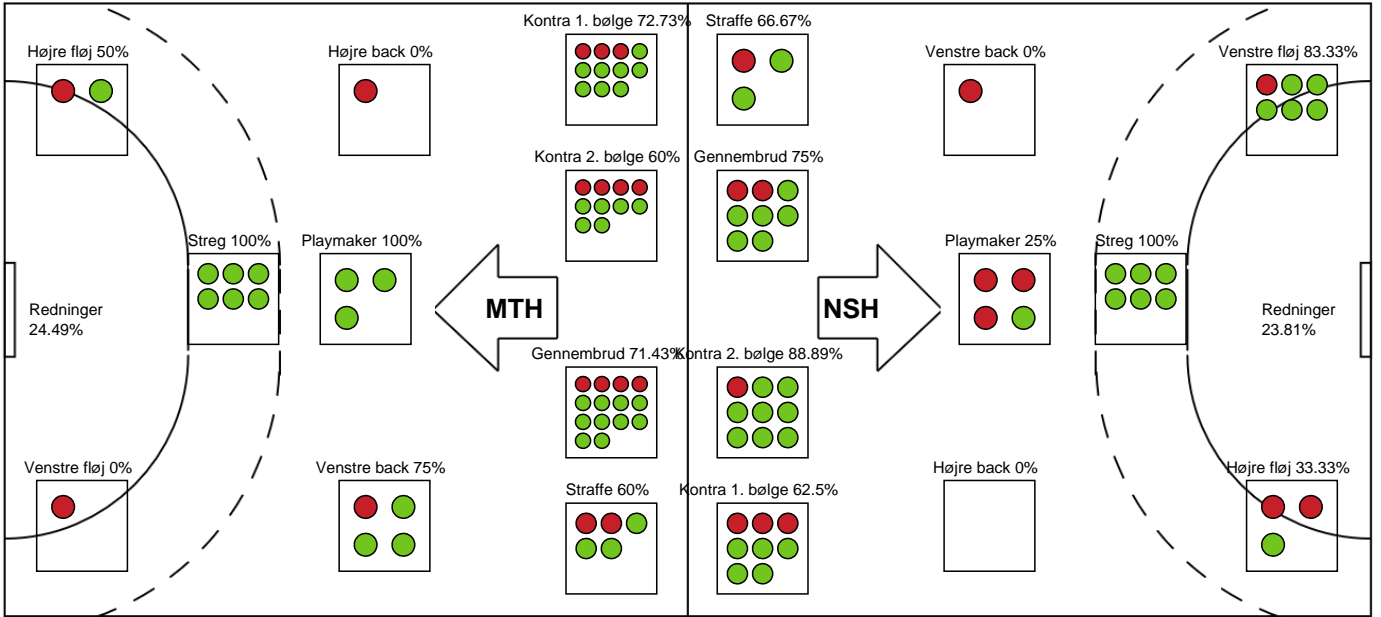 Kontra 1. bølge 72.73%
Straffe 66.67%
Højre fløj 50%
Højre back 0%
Venstre back 0%
Venstre fløj 83.33%
Kontra 2. bølge 60%
Gennembrud 75%
Streg 100%
Playmaker 100%
Playmaker 25%
Streg 100%
Redninger
24.49%
MTH
NSH
Redninger
23.81%
Gennembrud 71.43%
Kontra 2. bølge 88.89%
Venstre fløj 0%
Venstre back 75%
Højre back 0%
Højre fløj 33.33%
Straffe 60%
Kontra 1. bølge 62.5%